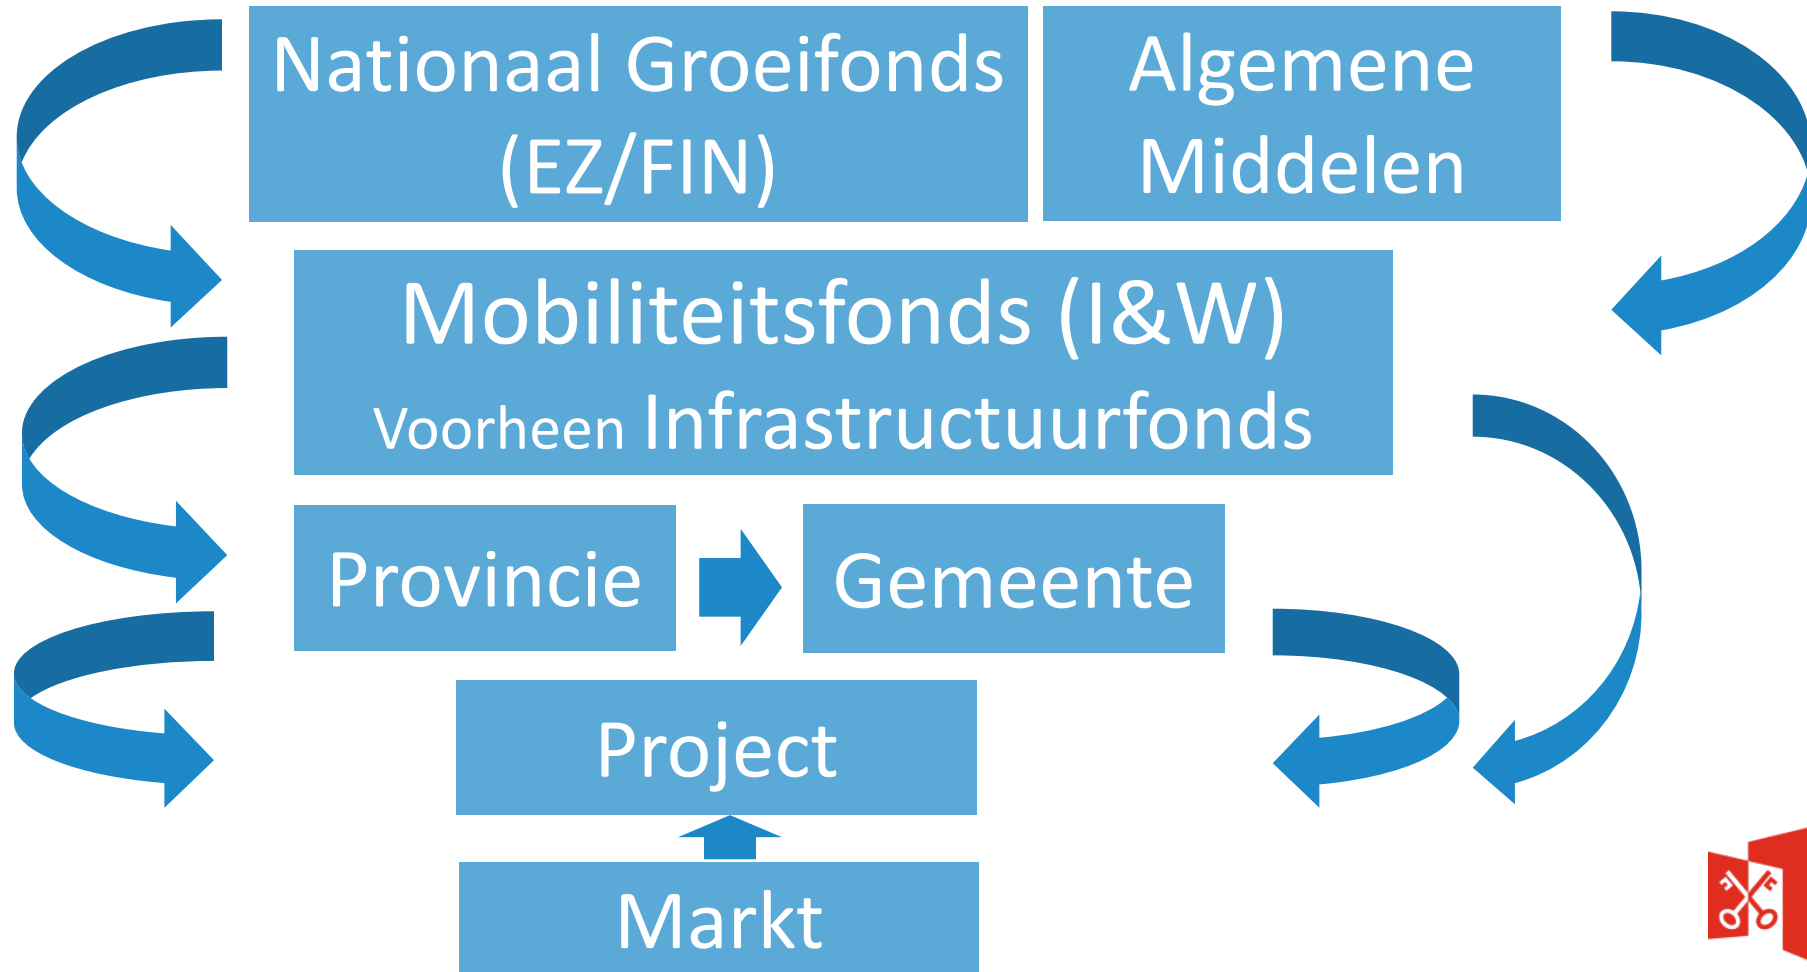 Nationaal Groeifonds
(EZ/FIN)
Algemene
Middelen
Mobiliteitsfonds (I&W)
Voorheen Infrastructuurfonds
Provincie
Gemeente
Project
Markt